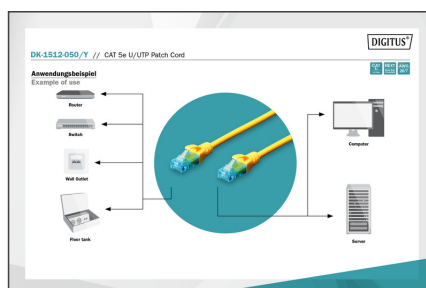 DIGITUS®
DK-1512-050/Y // CAT 5e U/UTP Patch Cord
Anwendungsbeispiel
Example of use
Router
Switch
Wall Outlet
Floor tank
Computer
Server